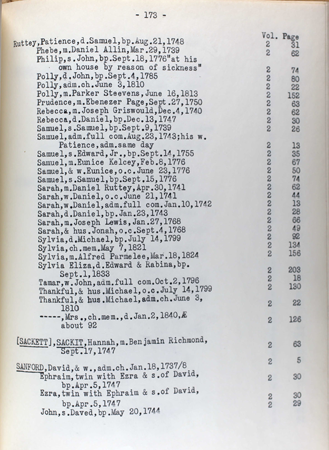 - 173 -
Vol. Page
Ruttey,Patience,d.Samuel,bp.Aug.21,1748 2 31
Phebe,m.Daniel Allin,Mar.29,1739 2 62
Philip,s.John,bp.Sept.18,1776"at his
own house by reason of sickness" 2 74
Polly,d.John,bp.Sept.4,1785 2 80
Polly,adm.ch.June 3,1810 2 22
Polly,m.Parker Steevens,June 16,1813 2 152
Prudence,m.Ebenezer Page,Sept.27,1750 2 63
Rebecca,m.Joseph Griswould,Dec.4,1740 2 62
Rebecca,d.Daniel,bp.Dec.13,1747 2 30
Samuel,s.Samuel,bp.Sept.9,1739 2 26
Samuel,adm.full com.Aug.23,1743;his w.
Patience,adm.same day 2 13
Samuel,s.Edward,Jr.,bp.Sept.14,1755 2 35
Samuel,m.Eunice Kelcey,Feb.8,1776 2 67
Samuel,& w.Eunice,o.c.June 23,1776 2 50
Samuel,s.Samuel,bp.Sept.15,1776 2 74
Sarah,m.Daniel Ruttey,Apr.30,1741 2 62
Sarah,w.Daniel,o.c.June 21,1741 2 44
Sarah,w.Daniel,adm.full com.Jan.10,1742 2 13
Sarah,d.Daniel,bp.Jan.23,1743 2 28
Sarah,m.Joseph Lewis,Jan.27,1768 2 66
Sarah,& hus.Jonah,o.c.Sept.4,1768 2 49
Sylvia,d.Michael,bp.July 14,1799 2 92
Sylvia,ch.mem.May 7,1821 2 134
Sylvia,m.Alfred Parmelee,Mar.18,1824 2 156
Sylvia Eliza,d.Edward & Rabina,bp.
Sept.1,1833 2 203
Tamar,w.John,adm.full com.Oct.2,1796 2 18
Thankful,& hus.Michael,o.c.July 14,1799 2 130
Thankful,& hus.Michael,adm.ch.June 3,
1810 2 22
-----,Mrs.,ch.mem.,d.Jan.2,1840,Æ
about 92 2 126
[SACKETT],SACKIT,Hannah,m.Benjamin Richmond,
Sept.17,1747 2 63
SANFORD,David,& w.,adm.ch.Jan.18,1737/8 2 5
Ephraim,twin with Ezra & s.of David,
bp.Apr.5,1747 2 30
Ezra,twin with Ephraim & s.of David,
bp.Apr.5,1747 2 30
John,s.Daved,bp.May 20,1744 2 29